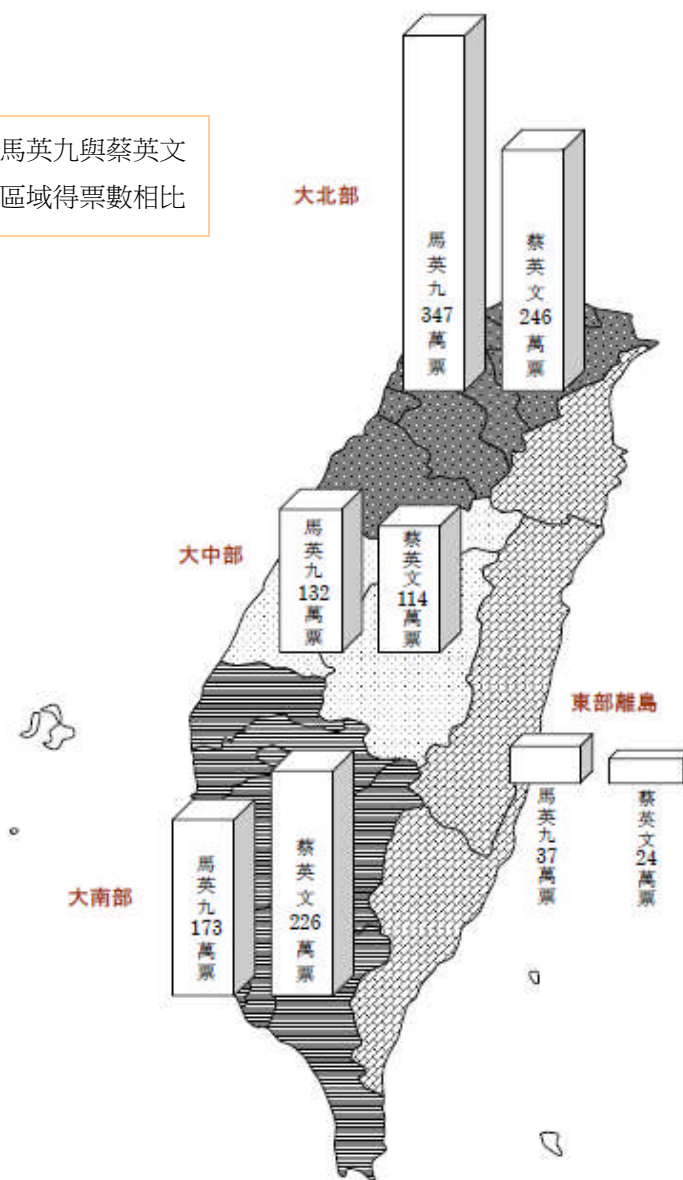 馬英九與蔡英文
區域得票數相比
大北部
馬英九347萬票
蔡英文246萬票
大中部
馬英九132萬票
蔡英文114萬票
東部離島
馬英九37萬票
蔡英文24萬票
大南部
馬英九173萬票
蔡英文226萬票